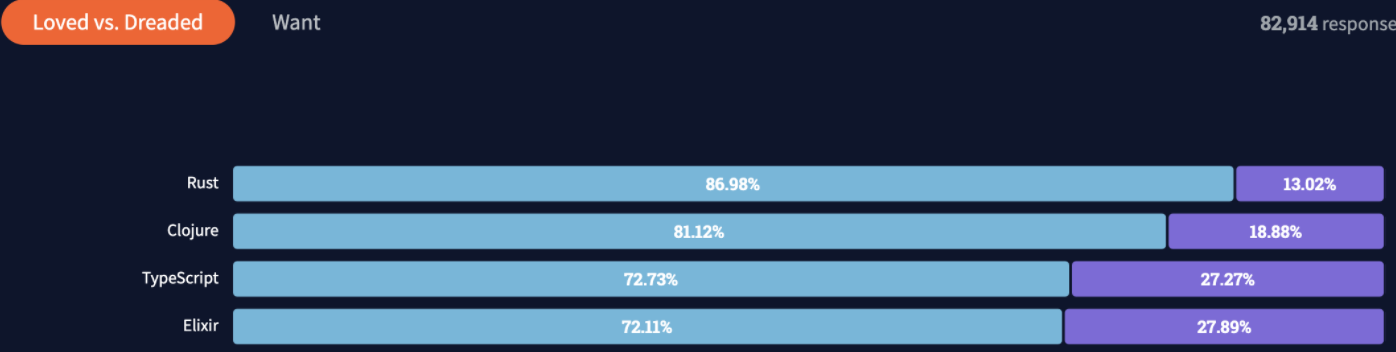 Loved vs. Dreaded Want 82,914 response
Rust 86.98% 13.02%
Clojure 81.12% 18.88%
TypeScript 72.73% 27.27%
Elixir 72.11% 27.89%